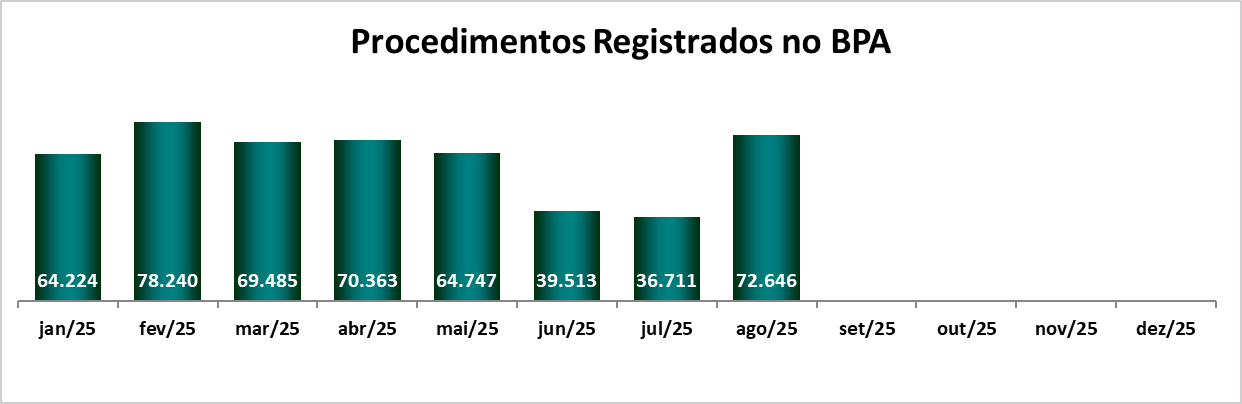 Procedimentos Registrados no BPA
64.224 78.240 69.485 70.363 64.747 39.513 36.711 72.646
jan/25 fev/25 mar/25 abr/25 mai/25 jun/25 jul/25 ago/25 set/25 out/25 nov/25 dez/25